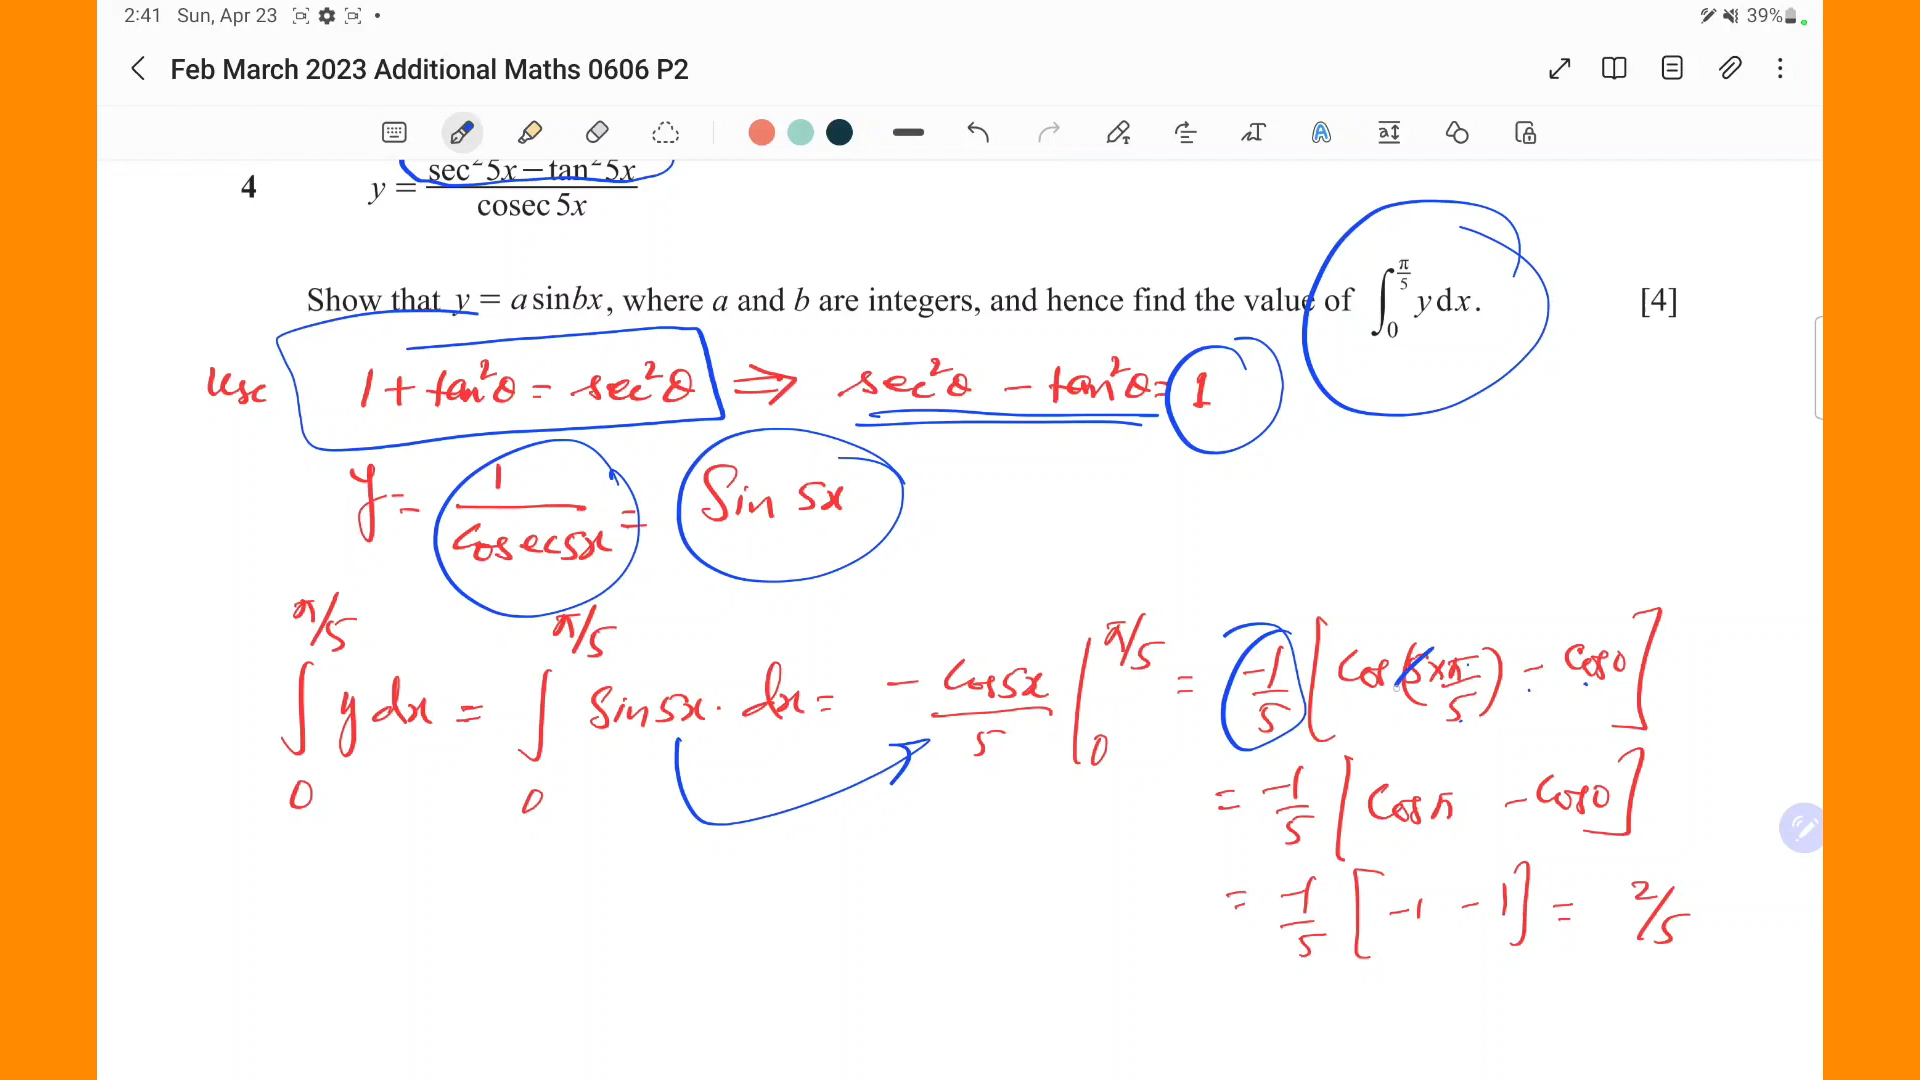 2:41 Sun, Apr 23 39%
Feb March 2023 Additional Maths 0606 P2
4 y = sec²5x − tan²5x / cosec 5x
Show that y = a sin bx, where a and b are integers, and hence find the value of ∫₀^(π/5) y dx. [4]
Use 1 + tan²θ = sec²θ ⇒ sec²θ − tan²θ = 1
y = 1/cosec5x = Sin 5x
∫₀^(π/5) y dx = ∫₀^(π/5) sin5x · dx = − cos5x/5 |₀^(π/5) = −1/5 [cos(5×π/5) − cos0]
= −1/5 [cosπ − cos0]
= −1/5 [−1 − 1] = 2/5